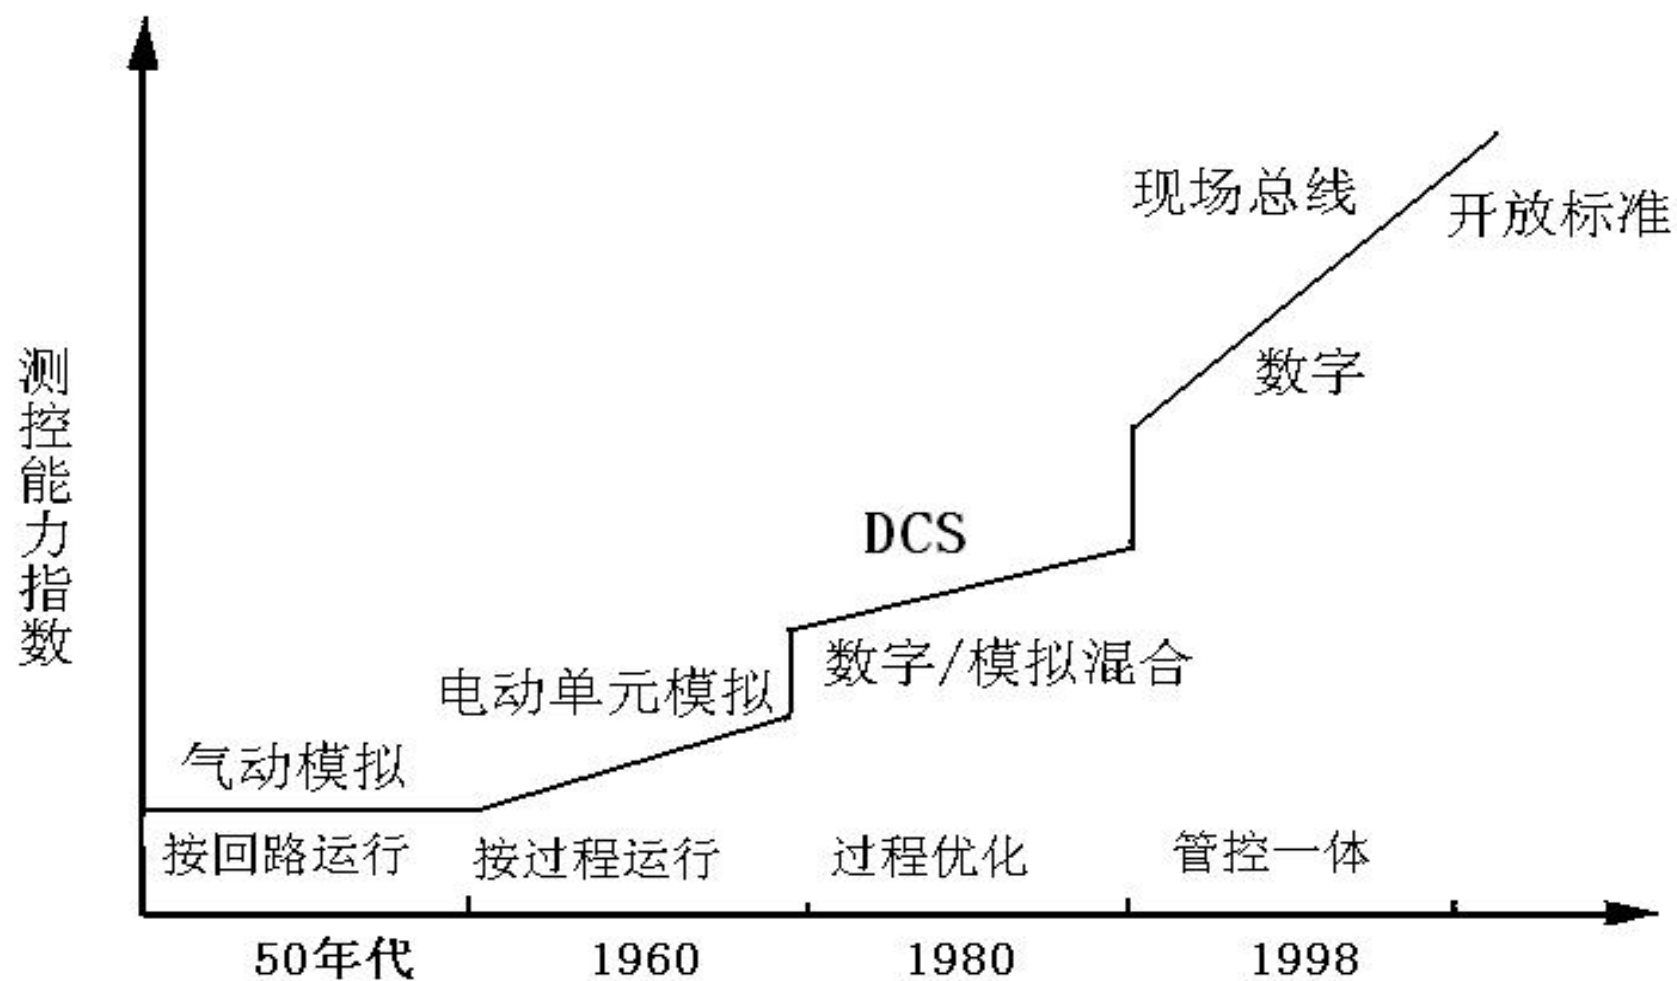 现场总线
开放标准
数字
测控能力指数
DCS
数字/模拟混合
电动单元模拟
气动模拟
按回路运行
按过程运行
过程优化
管控一体
50年代
1960
1980
1998